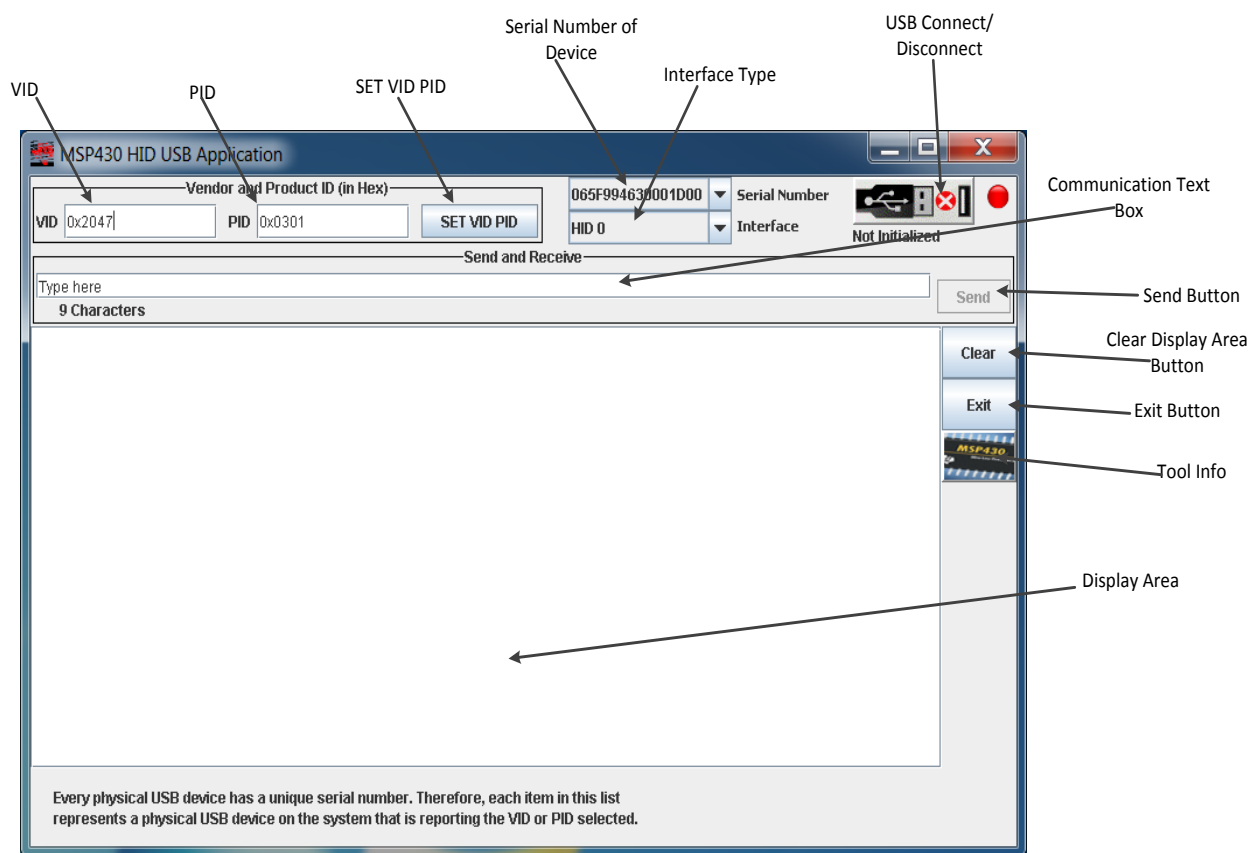 Serial Number of
Device
USB Connect/
Disconnect
Interface Type
VID
PID
SET VID PID
MSP430 HID USB Application
Vendor and Product ID (in Hex)
VID 0x2047 PID 0x0301 SET VID PID
065F994630001D00 Serial Number
HID 0 Interface
Not Initialized
Communication Text
Box
Send and Receive
Type here
Send
Send Button
9 Characters
Clear
Clear Display Area
Button
Exit
Exit Button
MSP430
Tool Info
Display Area
Every physical USB device has a unique serial number. Therefore, each item in this list
represents a physical USB device on the system that is reporting the VID or PID selected.